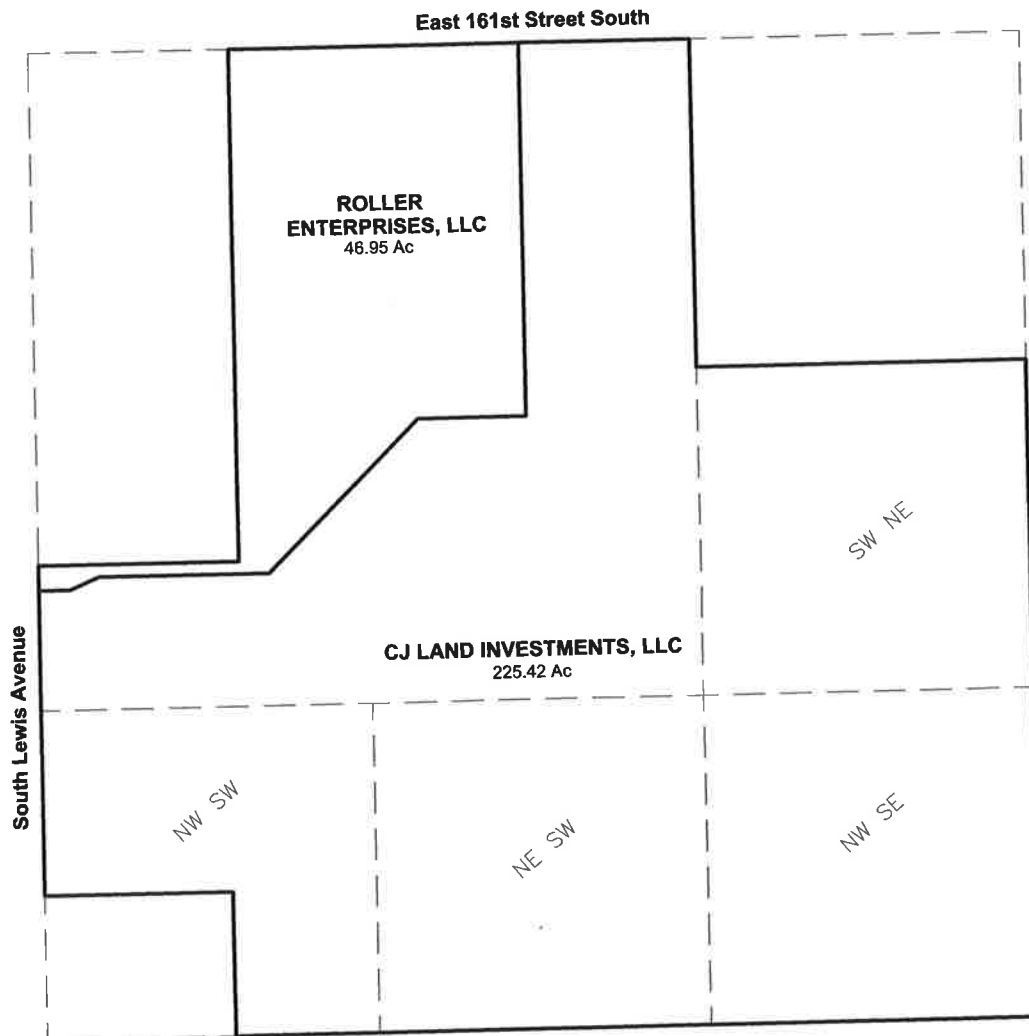 East 161st Street South
ROLLER
ENTERPRISES, LLC
46.95 Ac
SW NE
CJ LAND INVESTMENTS, LLC
225.42 Ac
South Lewis Avenue
NW SW
NE SW
NW SE